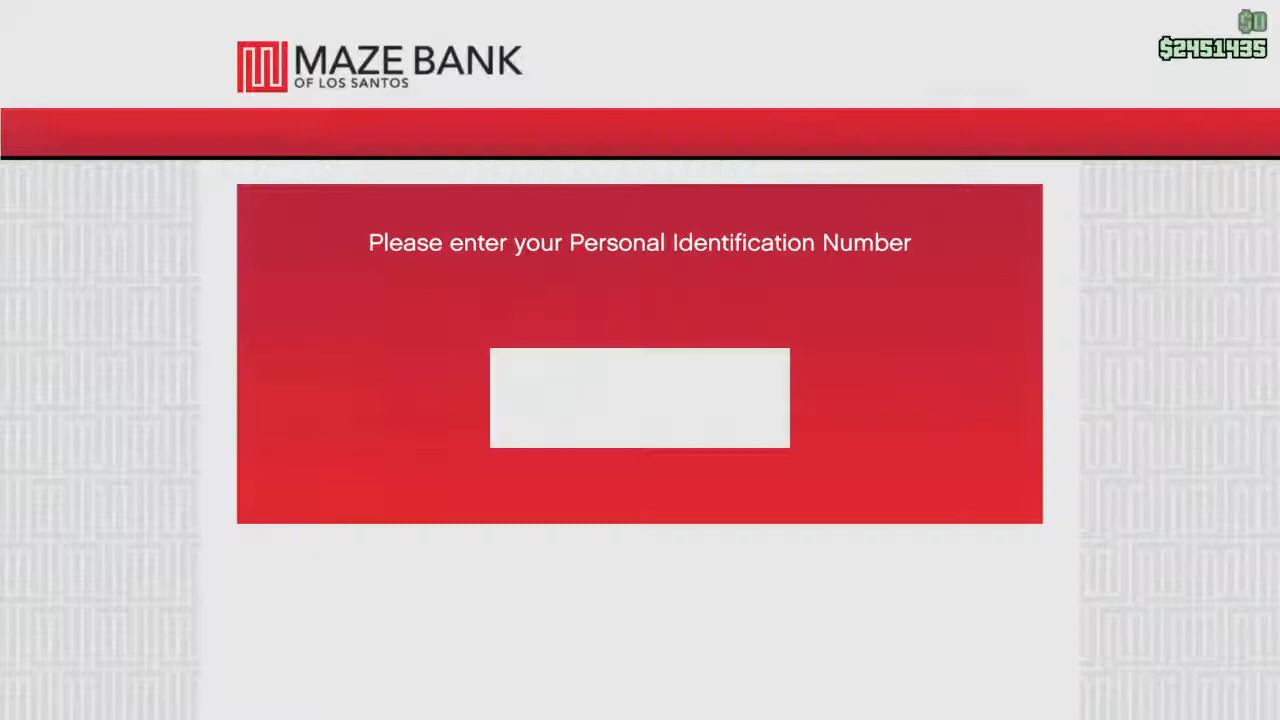 $0
$2451435
MAZE BANK
OF LOS SANTOS
Please enter your Personal Identification Number